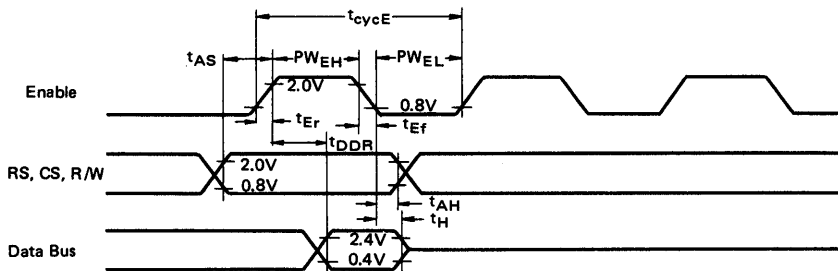 tcycE
tAS PWEH PWEL
Enable 2.0V 0.8V
tEr tEf
tDDR
RS, CS, R/W 2.0V
0.8V
tAH
tH
Data Bus 2.4V
0.4V